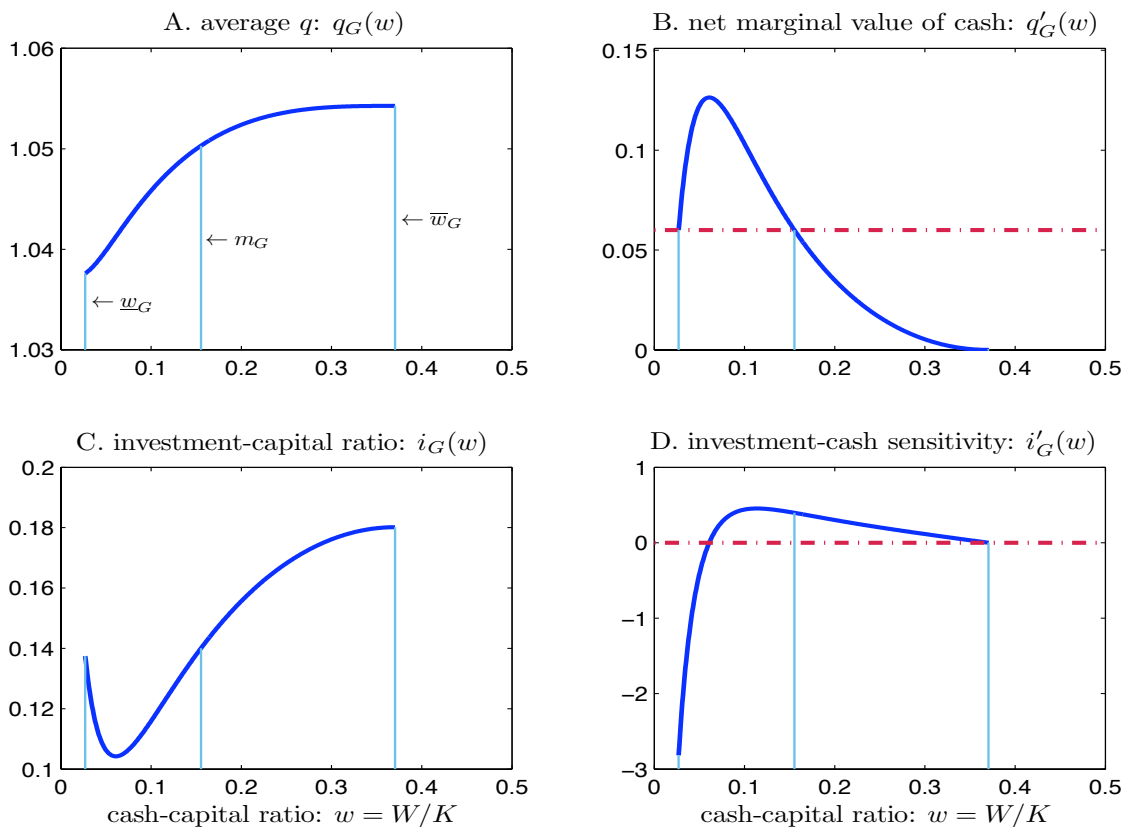 A. average q: q_G(w)
1.06
1.05
1.04
1.03
← w̲_G
← m_G
← w̅_G
0 0.1 0.2 0.3 0.4 0.5
B. net marginal value of cash: q′_G(w)
0.15
0.1
0.05
0
0 0.1 0.2 0.3 0.4 0.5
C. investment-capital ratio: i_G(w)
0.2
0.18
0.16
0.14
0.12
0.1
0 0.1 0.2 0.3 0.4 0.5
cash-capital ratio: w = W/K
D. investment-cash sensitivity: i′_G(w)
1
0
−1
−2
−3
0 0.1 0.2 0.3 0.4 0.5
cash-capital ratio: w = W/K